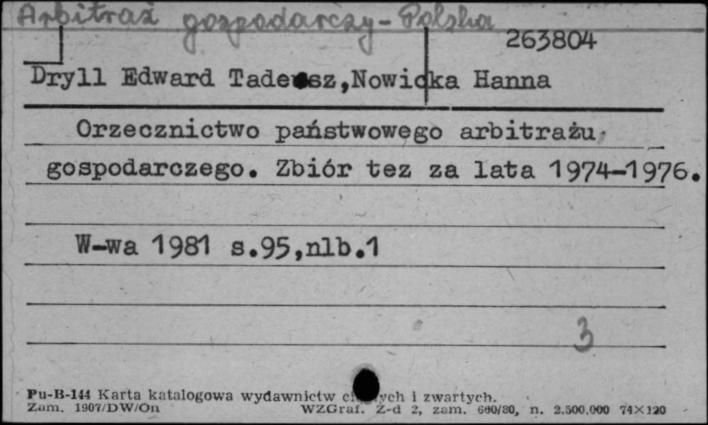 Arbitraż gospodarczy - Polska
263804
Dryll Edward Tadeusz,Nowicka Hanna
Orzecznictwo państwowego arbitrażu
gospodarczego. Zbiór tez za lata 1974-1976.
W-wa 1981 s.95,nlb.1
3
Pu-B-144 Karta katalogowa wydawnictw ciągłych i zwartych.
Zam. 1907/DW/On WZGraf. Z-d 2, zam. 600/80, n. 2.500.000 74×120